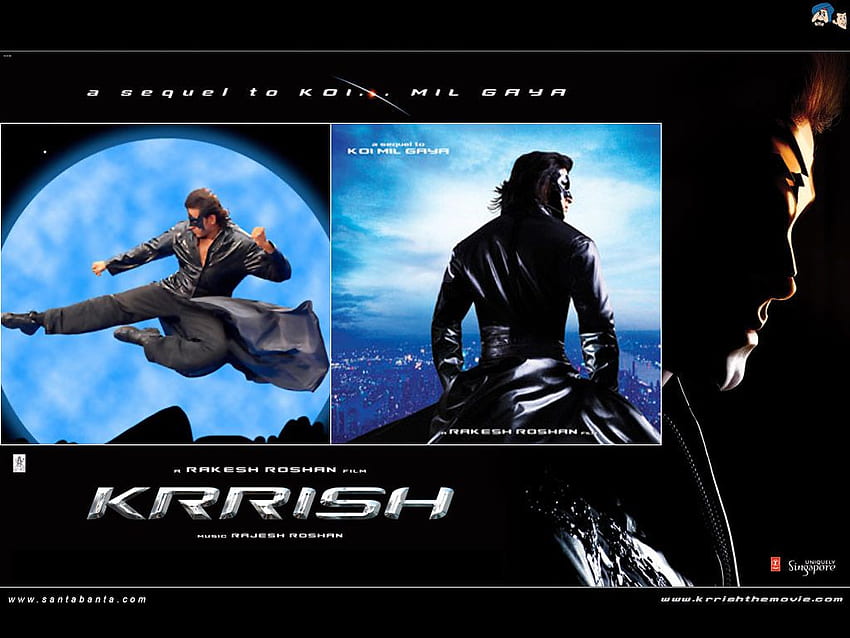 a sequel to KOI... MIL GAYA
a sequel to
KOI MIL GAYA
A RAKESH ROSHAN FILM
A RAKESH ROSHAN FILM
KRRISH
MUSIC RAJESH ROSHAN
T
UNIQUELY
Singapore
www.santabanta.com
www.krrishthemovie.com